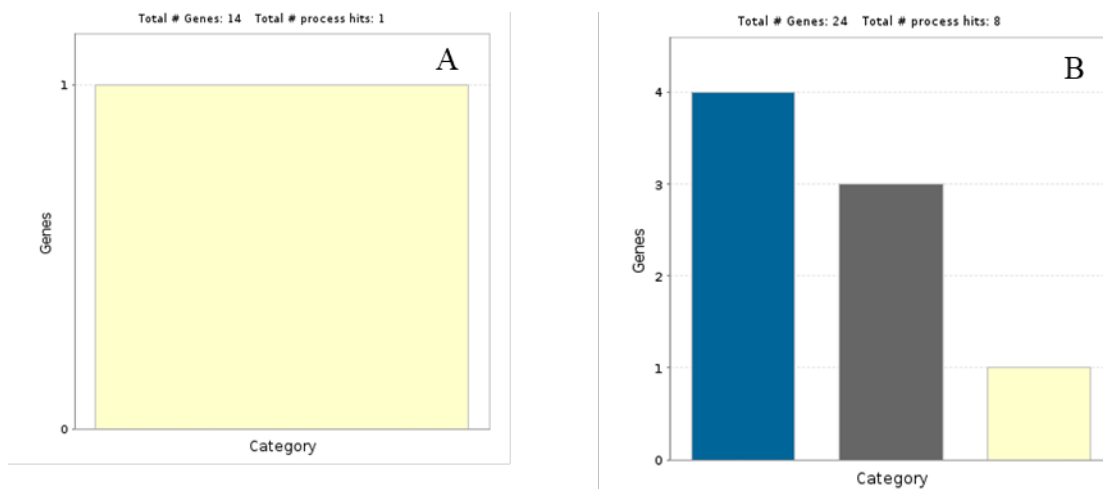 Total # Genes: 14 Total # process hits: 1
A
1
Genes
0
Category
Total # Genes: 24 Total # process hits: 8
B
4
3
Genes
2
1
0
Category